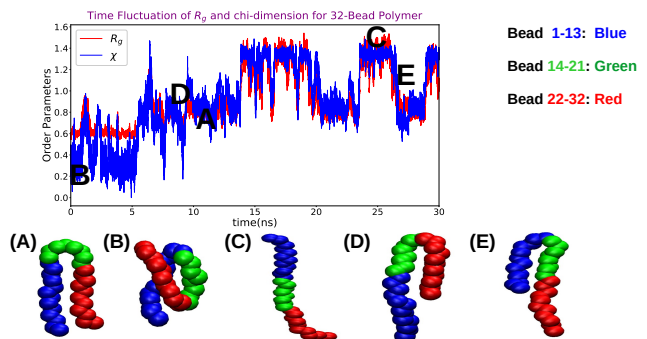 Time Fluctuation of Rg and chi-dimension for 32-Bead Polymer
Rg
χ
Order Parameters
1.6
1.4
1.2
1.0
0.8
0.6
0.4
0.2
0.0
0
5
10
15
20
25
30
time(ns)
A
B
C
D
E
Bead 1-13: Blue
Bead 14-21: Green
Bead 22-32: Red
(A)
(B)
(C)
(D)
(E)